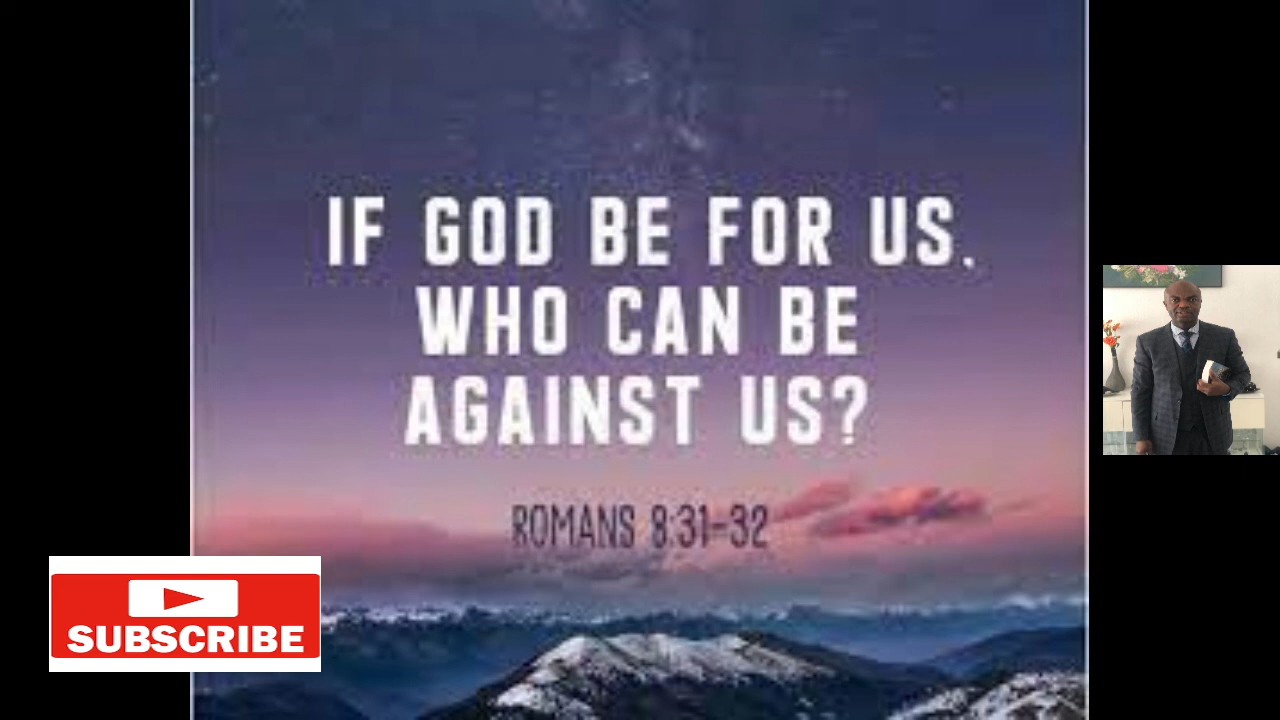 IF GOD BE FOR US,
WHO CAN BE
AGAINST US?
ROMANS 8:31-32
SUBSCRIBE